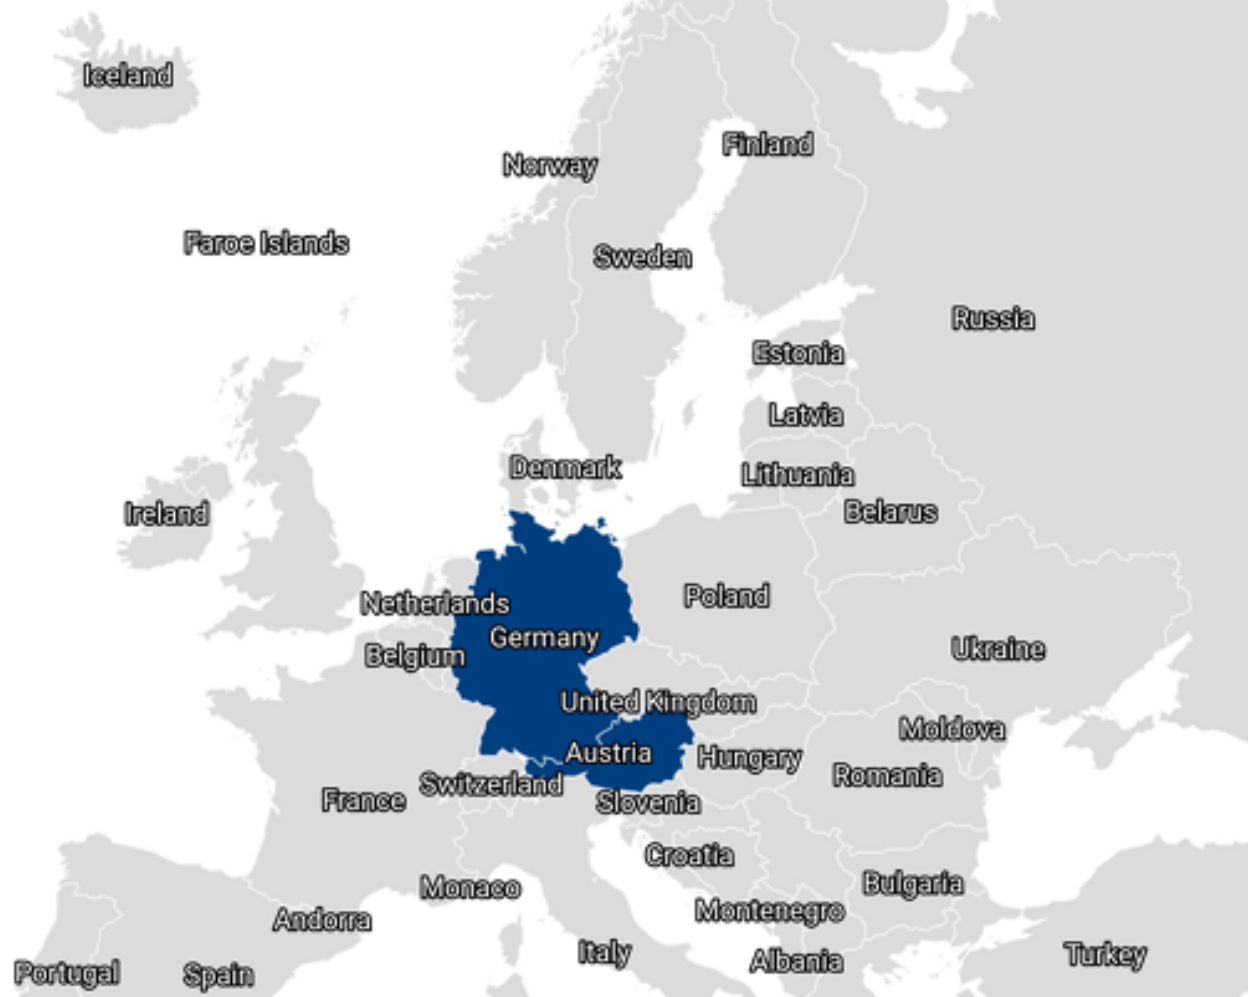 Iceland
Finland
Norway
Faroe Islands
Sweden
Russia
Estonia
Latvia
Denmark
Lithuania
Ireland
Belarus
Netherlands
Poland
Germany
Belgium
Ukraine
United Kingdom
Moldova
Austria
Hungary
Romania
Switzerland
France
Slovenia
Croatia
Bulgaria
Monaco
Montenegro
Andorra
Italy
Albania
Turkey
Portugal
Spain